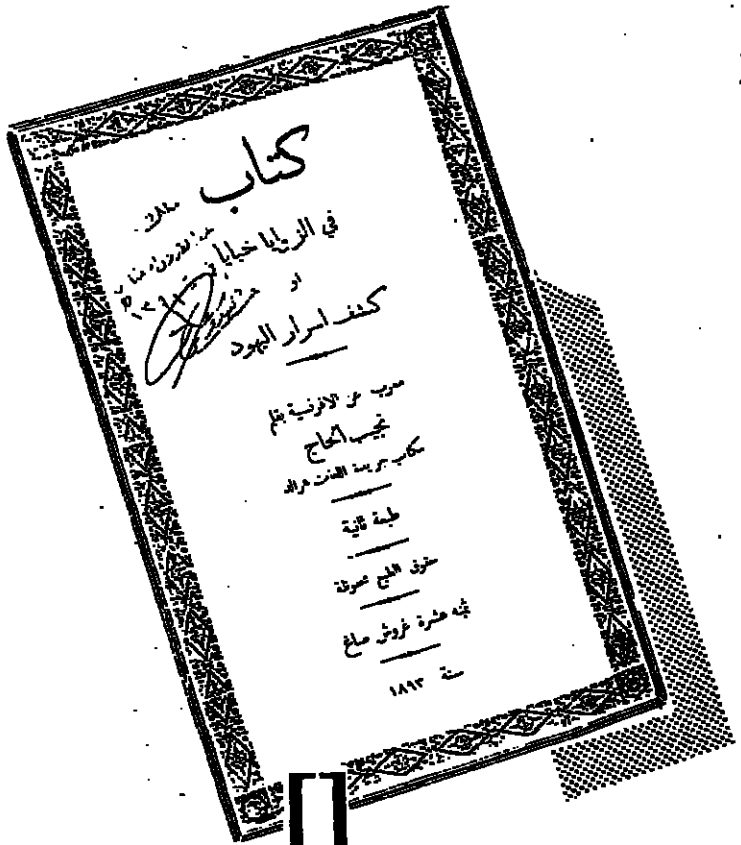 كتاب
في الزوايا خبايا
او
كشف اسرار اليهود
معرب عن الافرنسية بقلم
نجيب الحاج
مكاتب جريدة
طبعة ثانية
حقوق الطبع محفوظة
ثمنه عشرة غروش صاغ
سنة ١٨٩٣